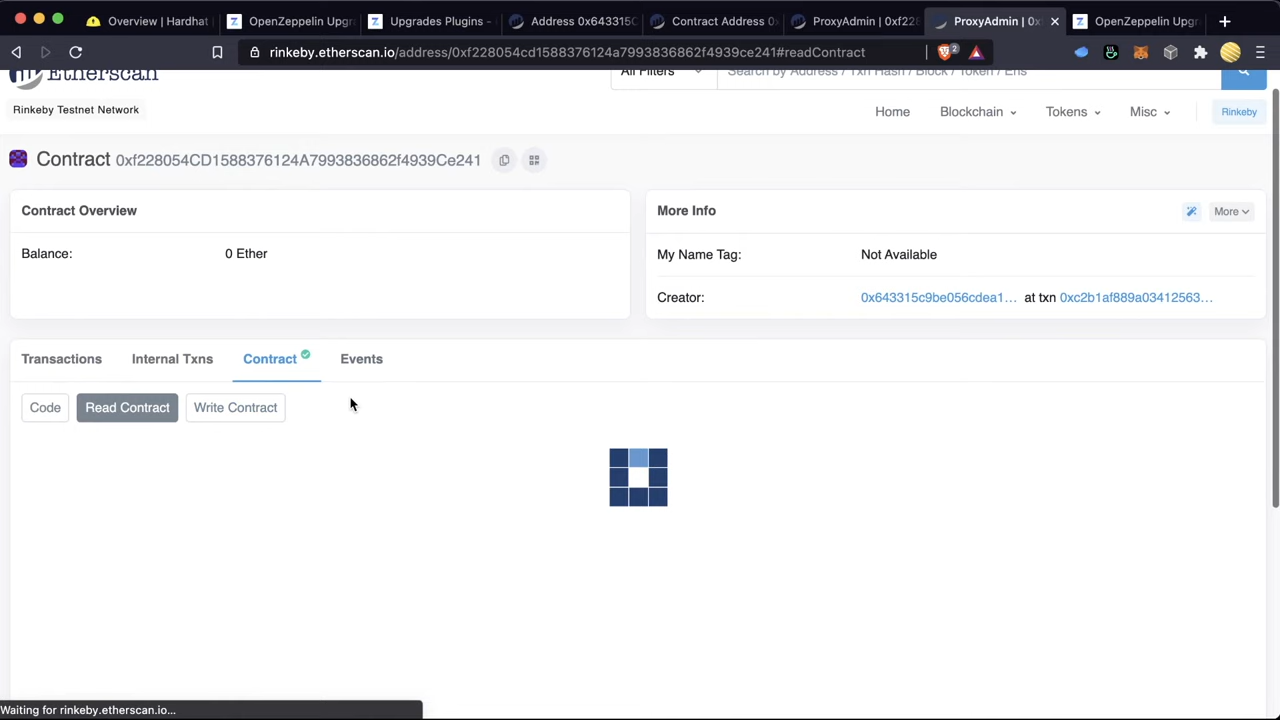 Overview | Hardhat
OpenZeppelin Upgr
Upgrades Plugins -
Address 0x643315C
Contract Address 0
ProxyAdmin | 0xf22
ProxyAdmin | 0x
OpenZeppelin Upgr
rinkeby.etherscan.io/address/0xf228054cd1588376124a7993836862f4939ce241#readContract
2
Etherscan
All Filters
Search by Address / Txn Hash / Block / Token / Ens
Rinkeby Testnet Network
Home
Blockchain
Tokens
Misc
Rinkeby
Contract 0xf228054CD1588376124A7993836862f4939Ce241
Contract Overview
Balance:
0 Ether
More Info
More
My Name Tag:
Not Available
Creator:
0x643315c9be056cdea1... at txn 0xc2b1af889a03412563...
Transactions
Internal Txns
Contract
Events
Code
Read Contract
Write Contract
Waiting for rinkeby.etherscan.io...